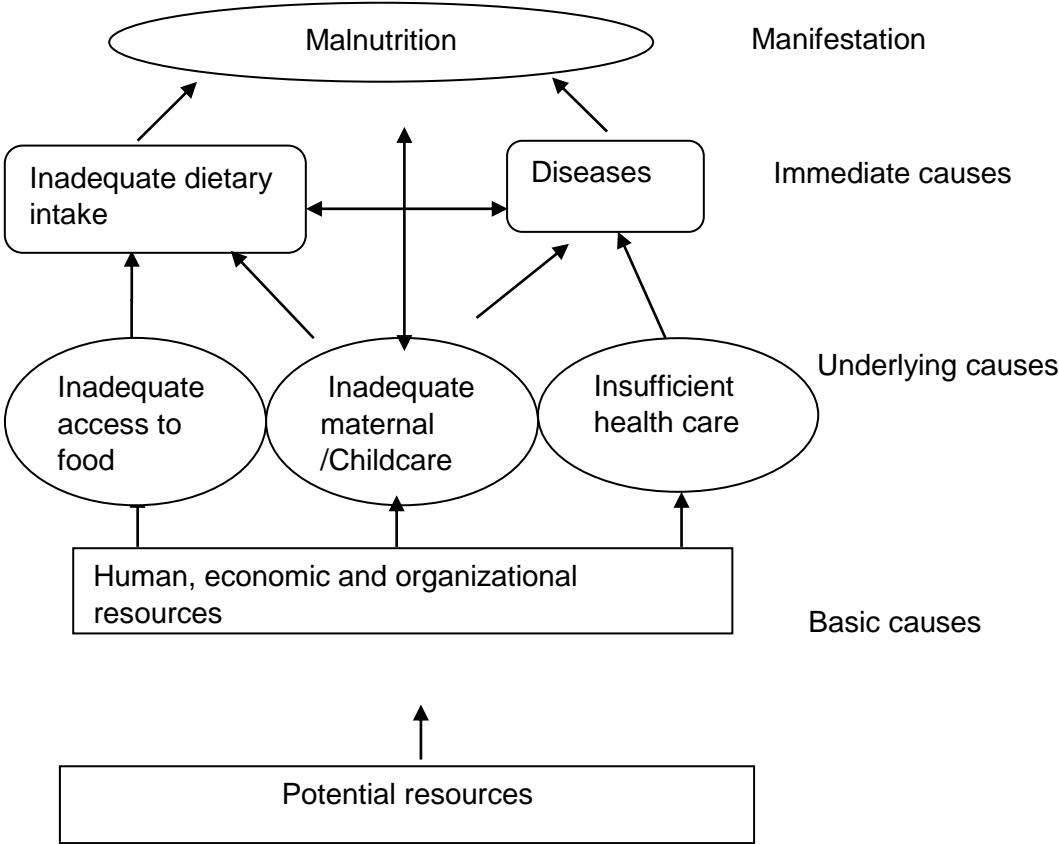 Malnutrition
Manifestation
Inadequate dietary
intake
Diseases
Immediate causes
Inadequate
access to
food
Inadequate
maternal
/Childcare
Insufficient
health care
Underlying causes
Human, economic and organizational
resources
Basic causes
Potential resources